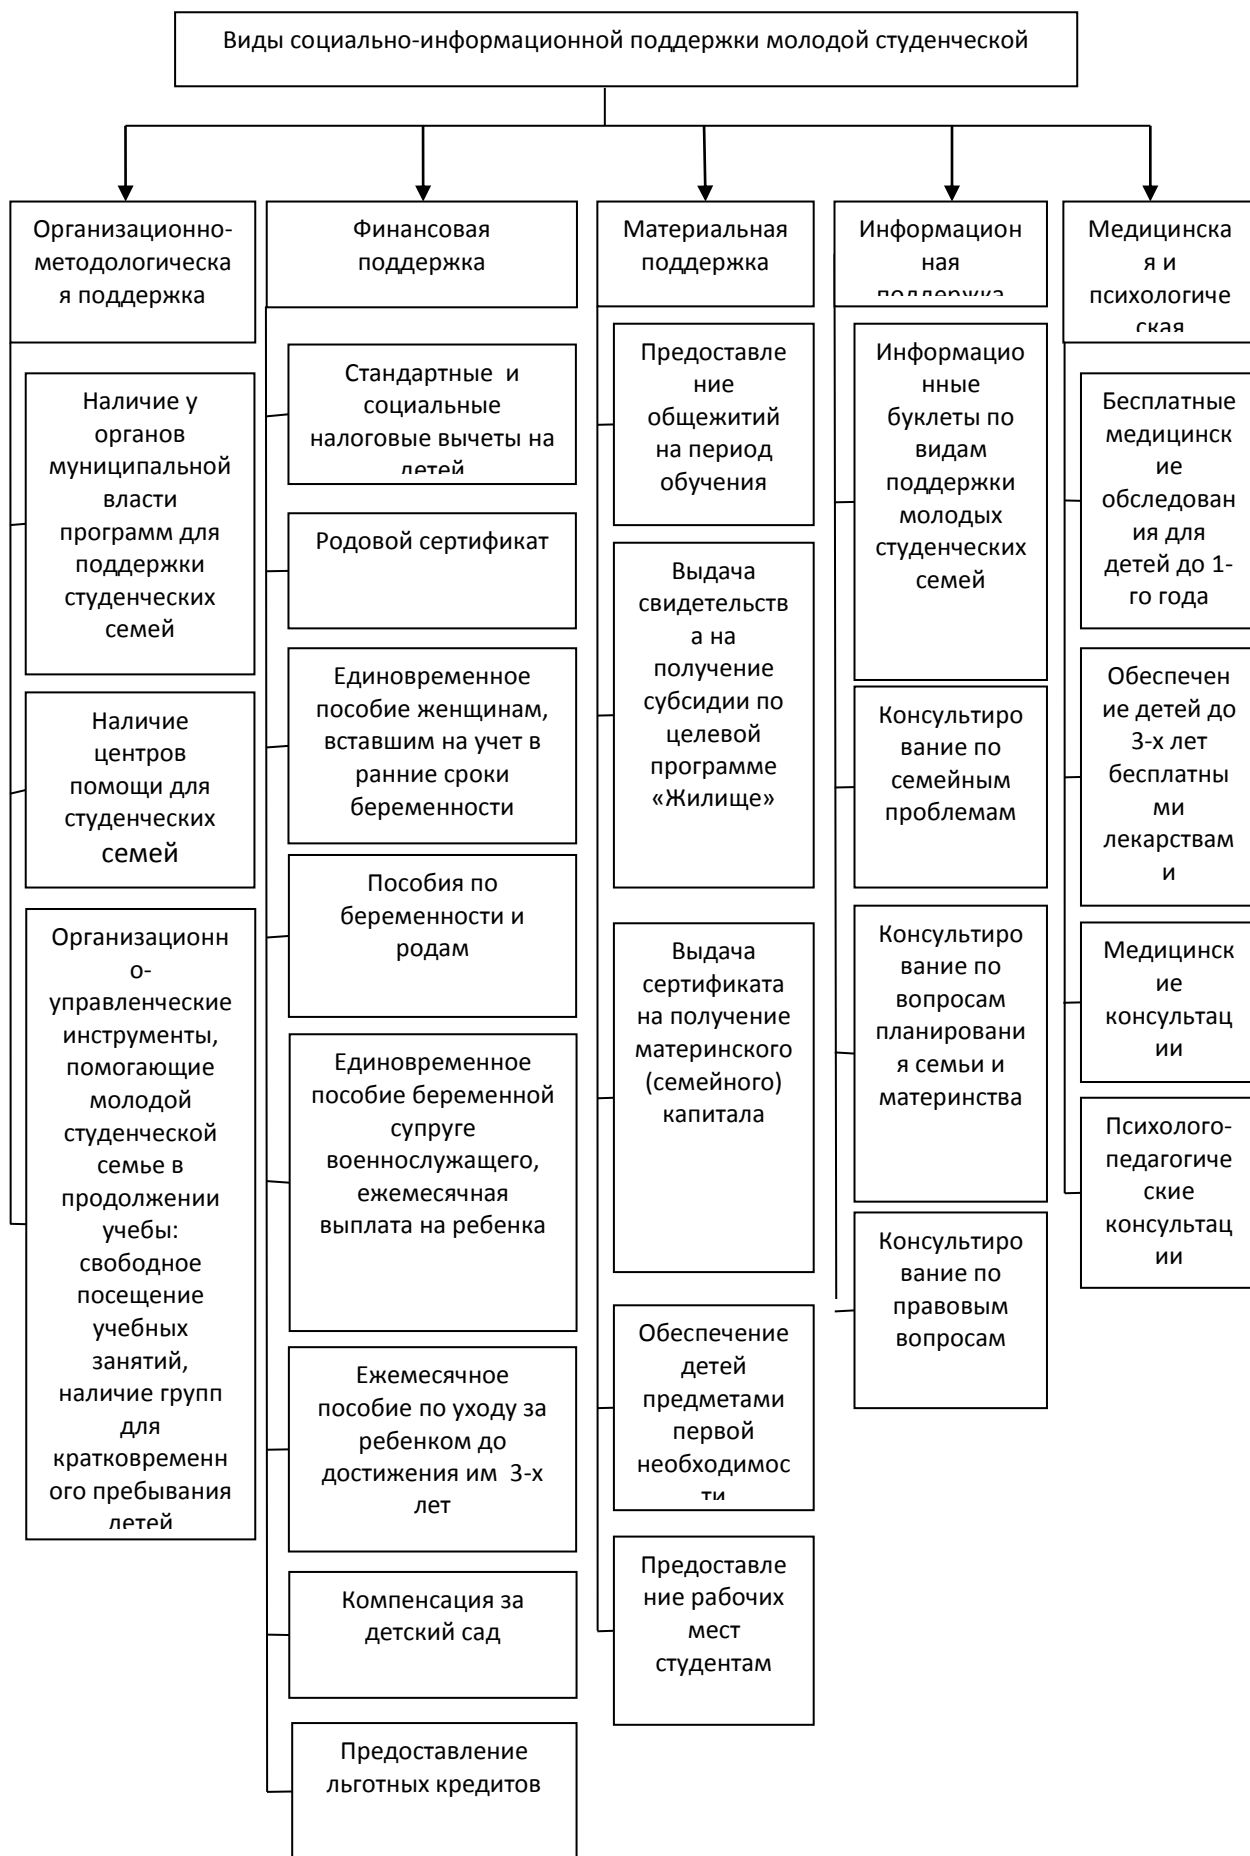 Виды социально-информационной поддержки молодой студенческой
Организационно-
методологическа
я поддержка
Наличие у
органов
муниципальной
власти
программ для
поддержки
студенческих
семей
Наличие
центров
помощи для
студенческих
семей
Организационн
о-
управленческие
инструменты,
помогающие
молодой
студенческой
семье в
продолжении
учебы:
свободное
посещение
учебных
занятий,
наличие групп
для
кратковременн
ого пребывания
детей
Финансовая
поддержка
Стандартные и
социальные
налоговые вычеты на
детей
Родовой сертификат
Единовременное
пособие женщинам,
вставшим на учет в
ранние сроки
беременности
Пособия по
беременности и
родам
Единовременное
пособие беременной
супруге
военнослужащего,
ежемесячная
выплата на ребенка
Ежемесячное
пособие по уходу за
ребенком до
достижения им 3-х
лет
Компенсация за
детский сад
Предоставление
льготных кредитов
Материальная
поддержка
Предоставле
ние
общежитий
на период
обучения
Выдача
свидетельств
а на
получение
субсидии по
целевой
программе
«Жилище»
Выдача
сертификата
на получение
материнского
(семейного)
капитала
Обеспечение
детей
предметами
первой
необходимос
ти
Предоставле
ние рабочих
мест
студентам
Информацион
ная
поддержка
Информацио
нные
буклеты по
видам
поддержки
молодых
студенческих
семей
Консультиро
вание по
семейным
проблемам
Консультиро
вание по
вопросам
планировани
я семьи и
материнства
Консультиро
вание по
правовым
вопросам
Медицинска
я и
психологиче
ская
Бесплатные
медицинск
ие
обследован
ия для
детей до 1-
го года
Обеспечен
ие детей до
3-х лет
бесплатны
ми
лекарствам
и
Медицинск
ие
консультац
ии
Психолого-
педагогиче
ские
консультац
ии